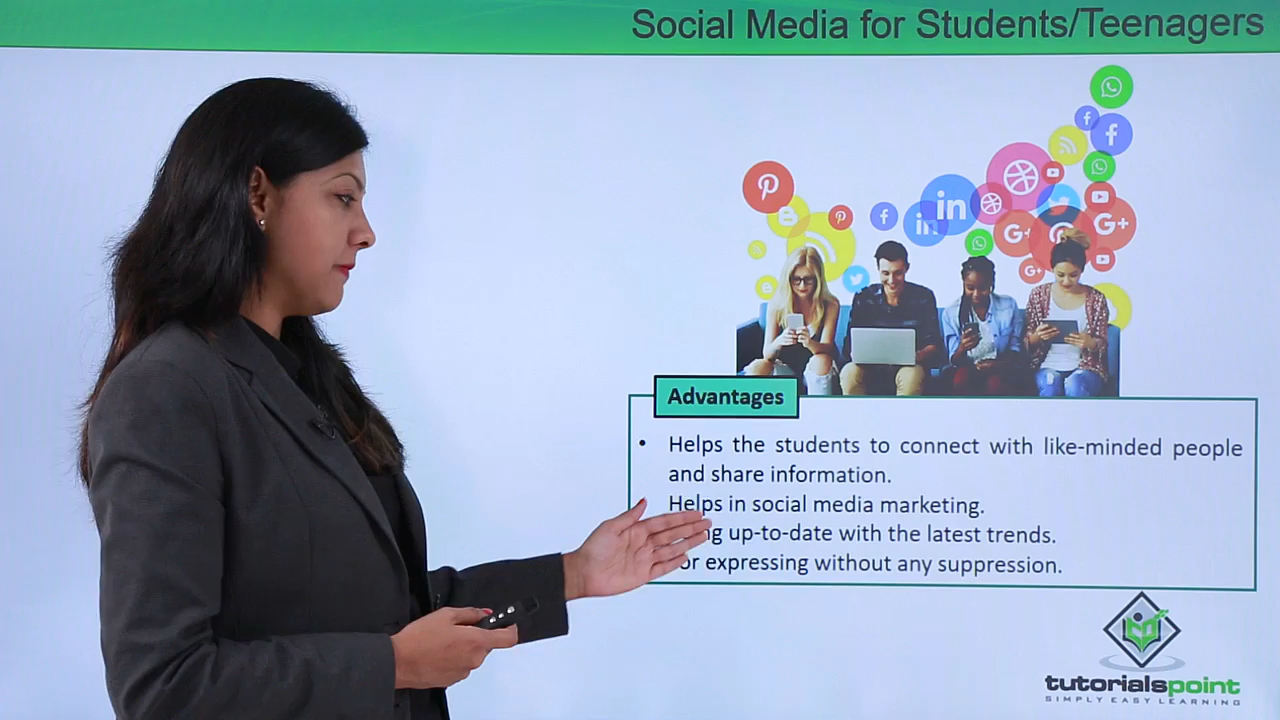 Social Media for Students/Teenagers
in
in
G+
G+
G+
Advantages
• Helps the students to connect with like-minded people
and share information.
Helps in social media marketing.
up-to-date with the latest trends.
expressing without any suppression.
tutorialspoint
SIMPLY EASY LEARNING